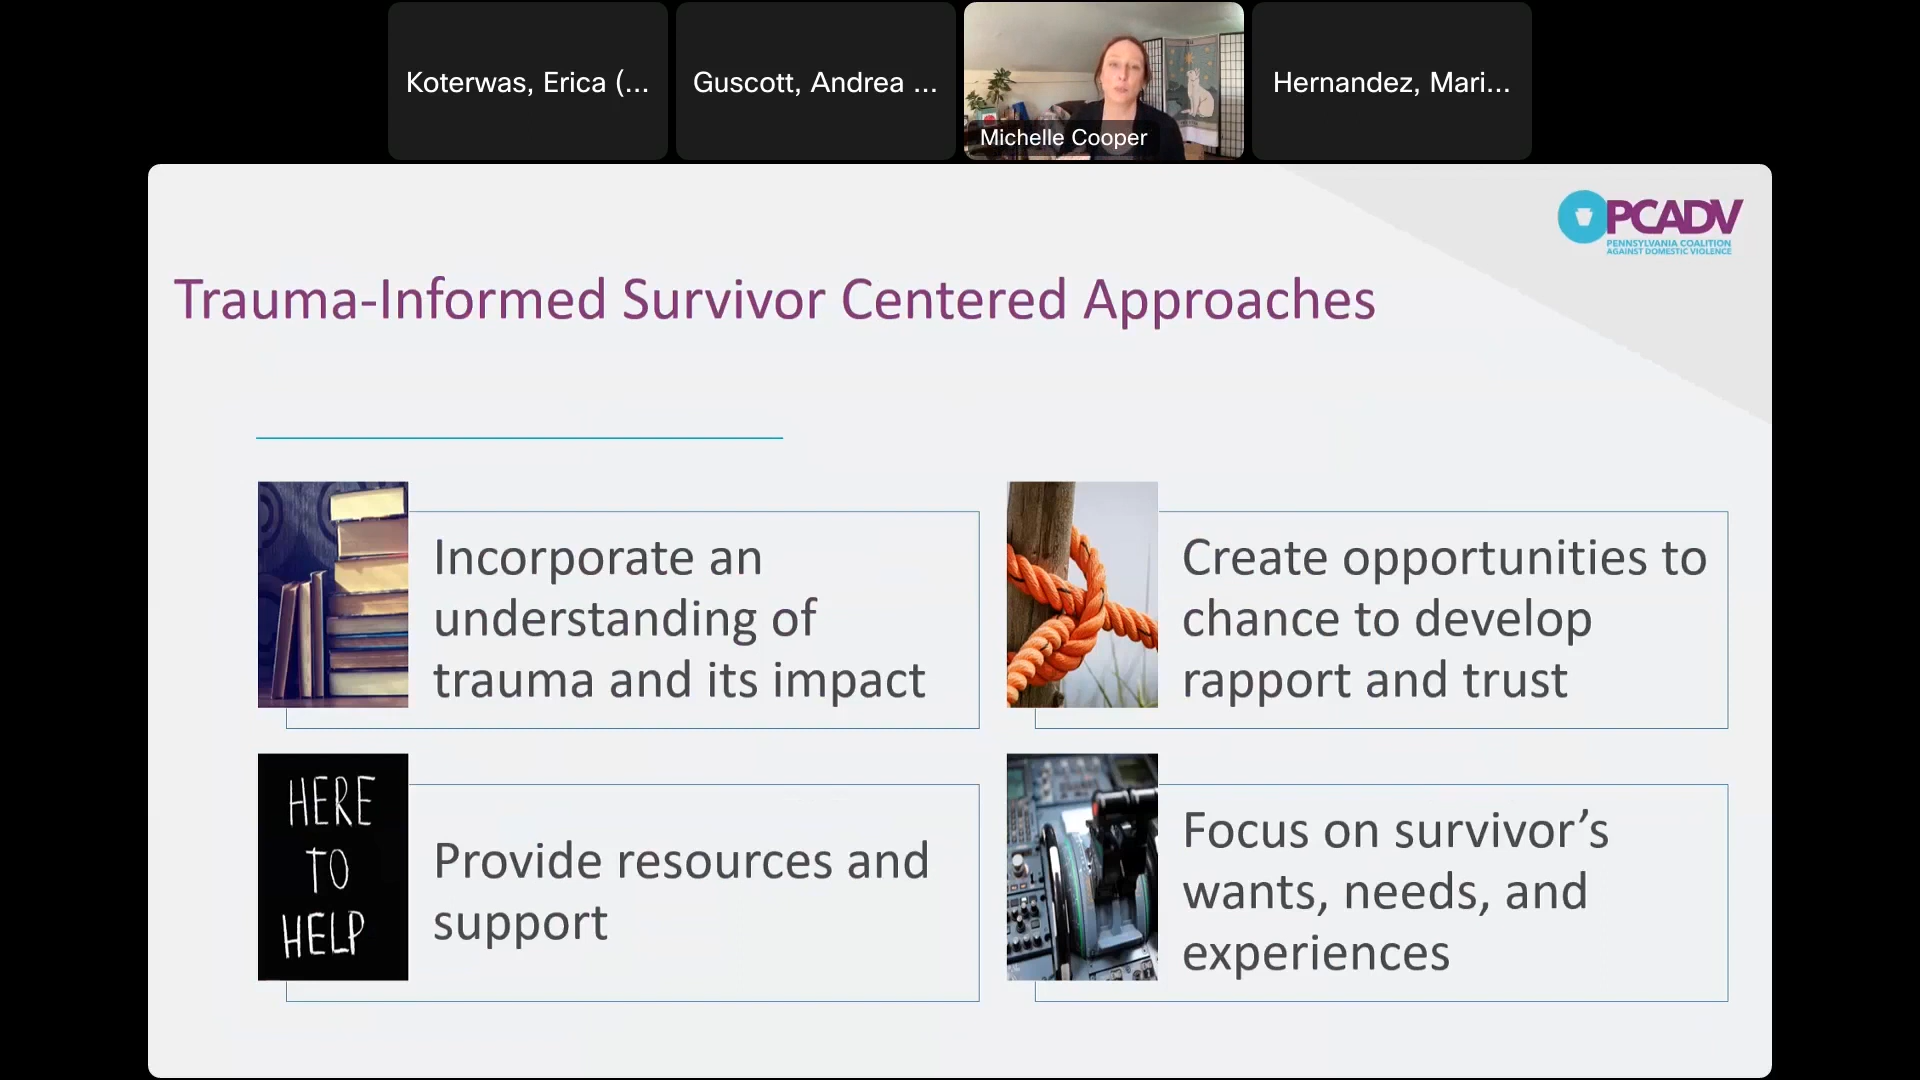 Koterwas, Erica (...
Guscott, Andrea ...
Michelle Cooper
Hernandez, Mari...
PCADV
PENNSYLVANIA COALITION
AGAINST DOMESTIC VIOLENCE
Trauma-Informed Survivor Centered Approaches
Incorporate an
understanding of
trauma and its impact
Create opportunities to
chance to develop
rapport and trust
HERE
TO
HELP
Provide resources and
support
Focus on survivor’s
wants, needs, and
experiences